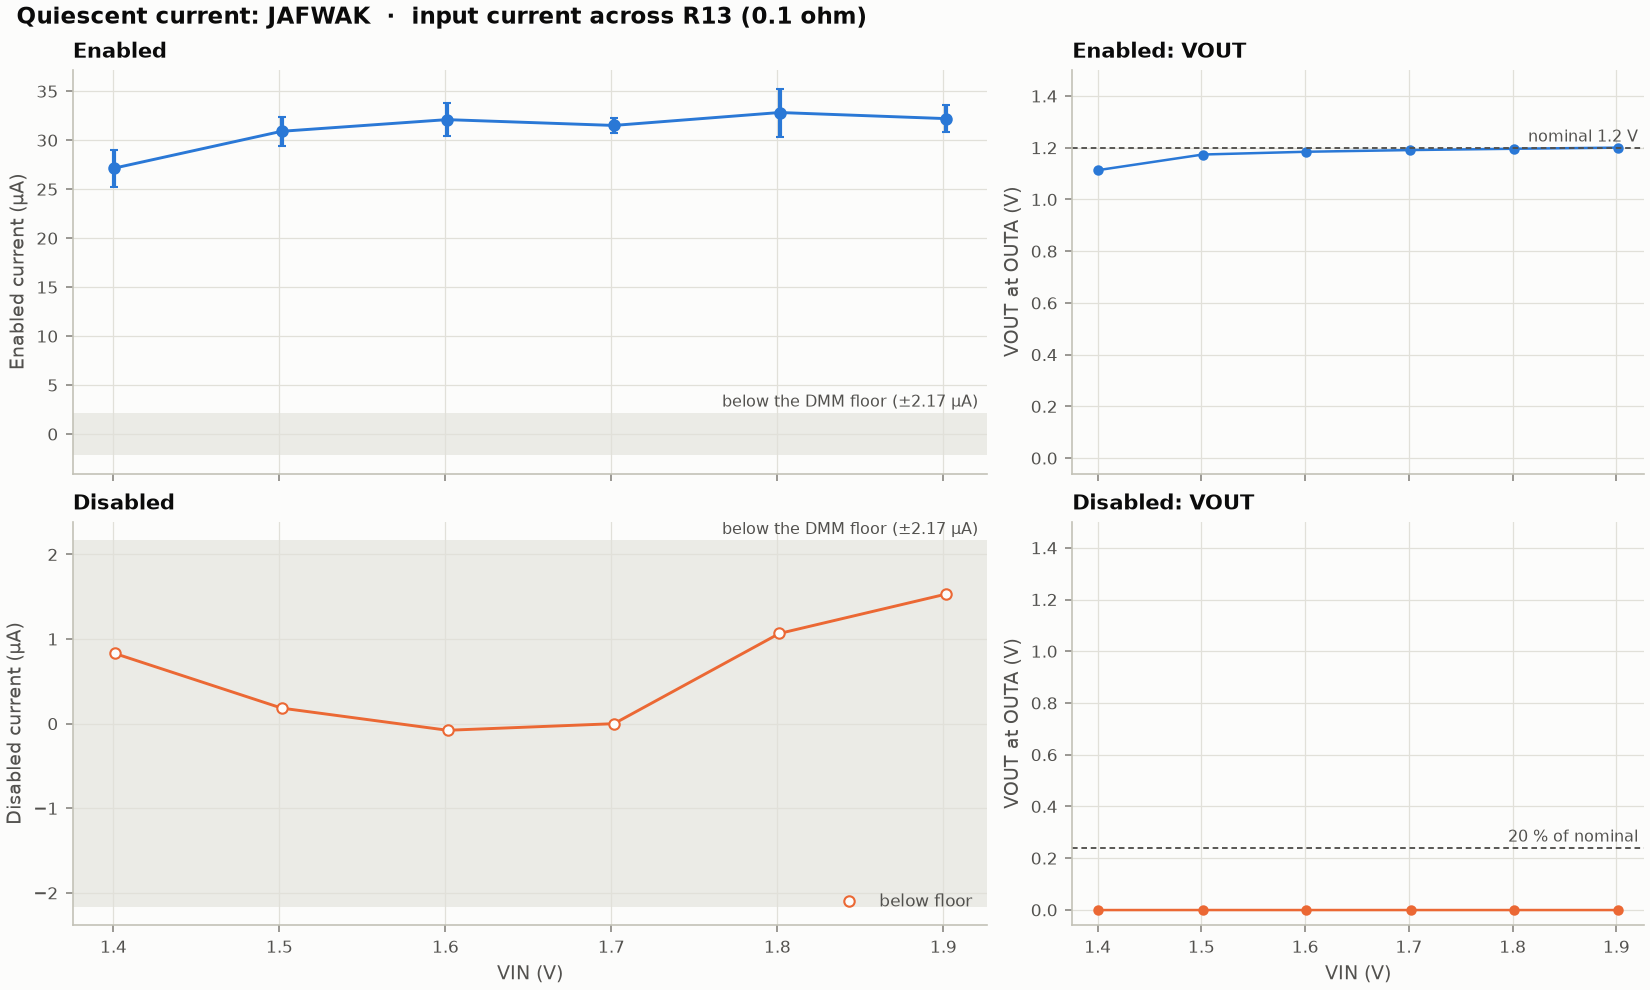 Quiescent current: JAFWAK · input current across R13 (0.1 ohm)
Enabled
Enabled current (µA)
35
30
25
20
15
10
5
0
below the DMM floor (±2.17 µA)
Enabled: VOUT
VOUT at OUTA (V)
1.4
1.2
1.0
0.8
0.6
0.4
0.2
0.0
nominal 1.2 V
Disabled
Disabled current (µA)
2
1
0
−1
−2
below the DMM floor (±2.17 µA)
below floor
1.4 1.5 1.6 1.7 1.8 1.9
VIN (V)
Disabled: VOUT
VOUT at OUTA (V)
1.4
1.2
1.0
0.8
0.6
0.4
0.2
0.0
20 % of nominal
1.4 1.5 1.6 1.7 1.8 1.9
VIN (V)